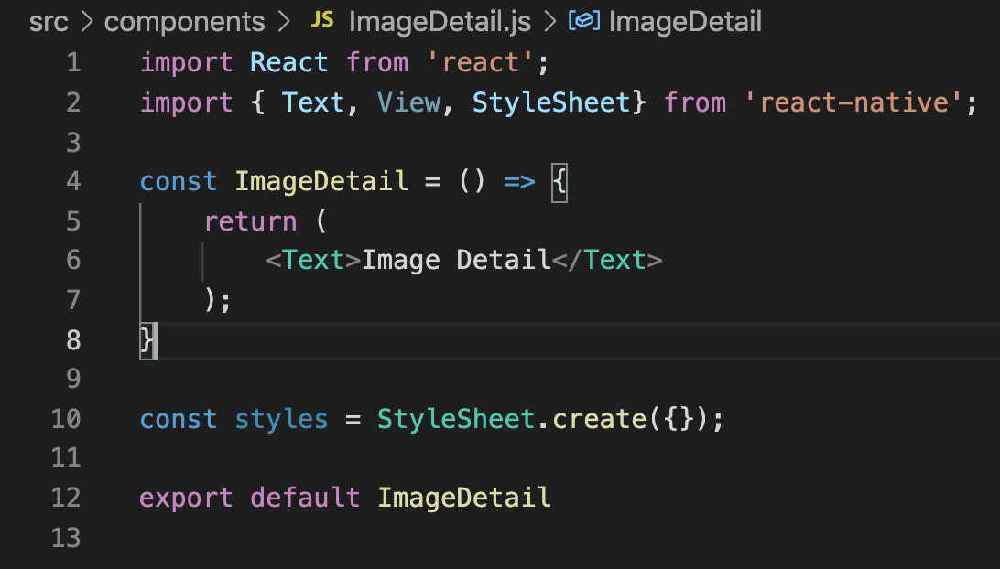 src > components > JS ImageDetail.js > ImageDetail
1 import React from 'react';
2 import { Text, View, StyleSheet} from 'react-native';
3
4 const ImageDetail = () => {
5     return (
6         <Text>Image Detail</Text>
7     );
8 }
9
10 const styles = StyleSheet.create({});
11
12 export default ImageDetail
13